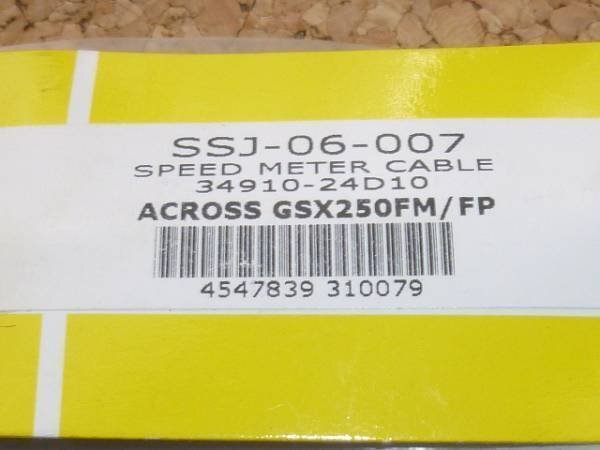 SSJ-06-007
SPEED METER CABLE
34910-24D10
ACROSS GSX250FM/FP
4547839 310079